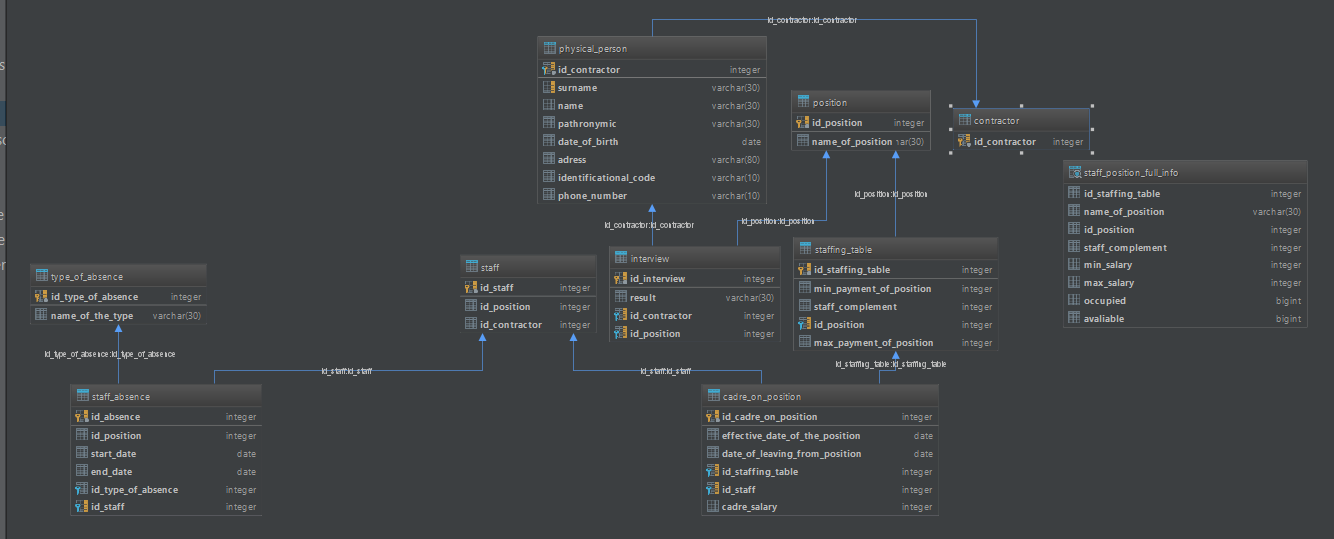 id_contractor:id_contractor
physical_person
id_contractor integer
surname varchar(30)
name varchar(30)
pathronymic varchar(30)
date_of_birth date
adress varchar(80)
identificational_code varchar(10)
phone_number varchar(10)
position
id_position integer
name_of_position har(30)
contractor
id_contractor integer
staff_position_full_info
id_staffing_table integer
name_of_position varchar(30)
id_position integer
staff_complement integer
min_salary integer
max_salary integer
occupied bigint
avaliable bigint
id_position:id_position
id_contractor:id_contractor
id_position:id_position
type_of_absence
id_type_of_absence integer
name_of_the_type varchar(30)
staff
id_staff integer
id_position integer
id_contractor integer
interview
id_interview integer
result varchar(30)
id_contractor integer
id_position integer
staffing_table
id_staffing_table integer
min_payment_of_position integer
staff_complement integer
id_position integer
max_payment_of_position integer
id_type_of_absence:id_type_of_absence
id_staff:id_staff
id_staff:id_staff
id_staffing_table:id_staffing_table
staff_absence
id_absence integer
id_position integer
start_date date
end_date date
id_type_of_absence integer
id_staff integer
cadre_on_position
id_cadre_on_position integer
effective_date_of_the_position date
date_of_leaving_from_position date
id_staffing_table integer
id_staff integer
cadre_salary integer